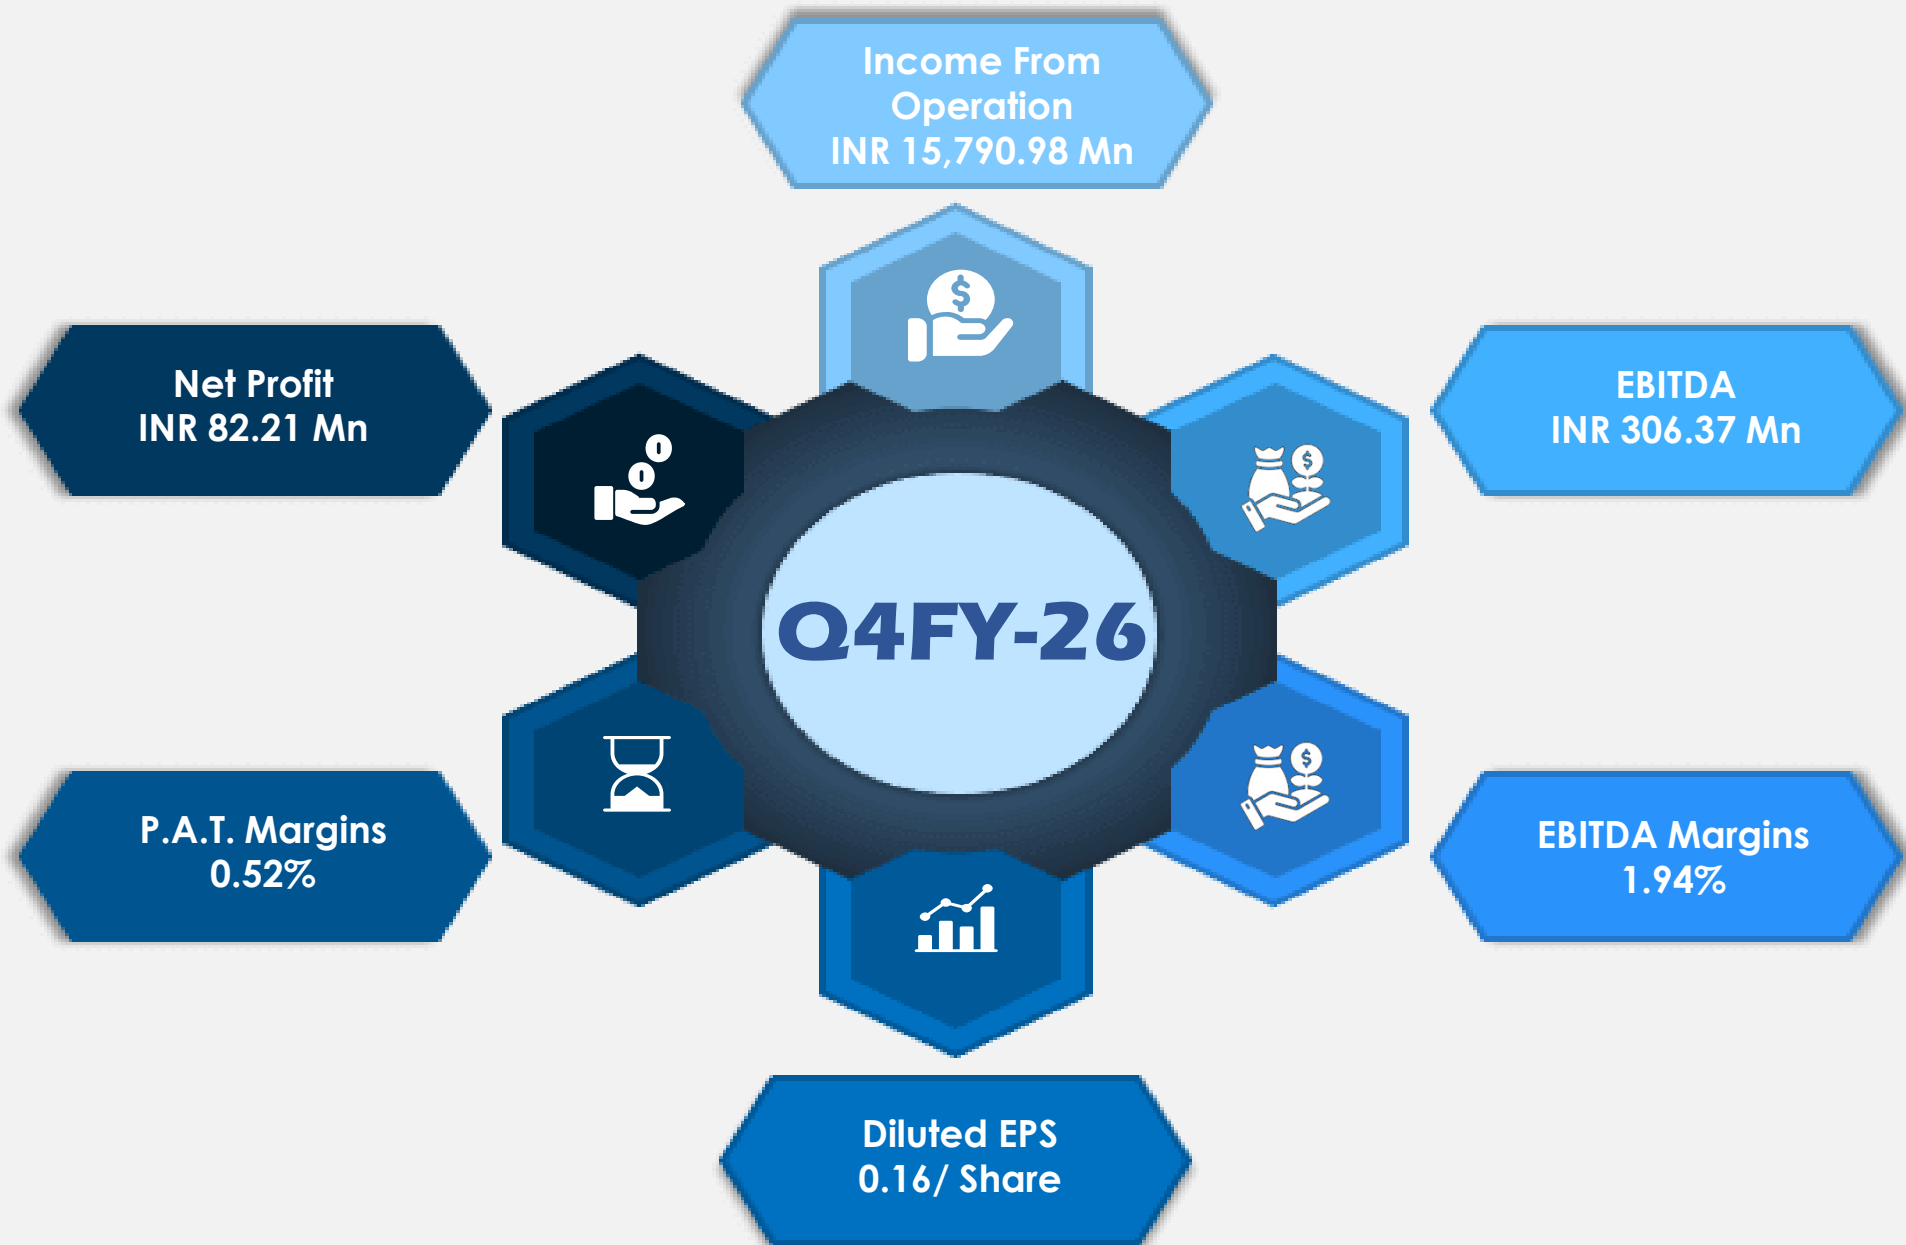 Income From
Operation
INR 15,790.98 Mn
Net Profit
INR 82.21 Mn
EBITDA
INR 306.37 Mn
Q4FY-26
P.A.T. Margins
0.52%
EBITDA Margins
1.94%
Diluted EPS
0.16/ Share